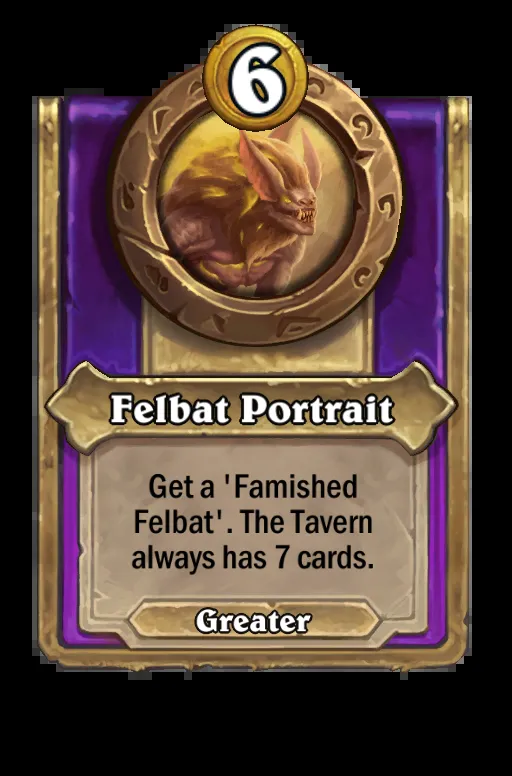 6
Felbat Portrait
Get a 'Famished
Felbat'. The Tavern
always has 7 cards.
Greater